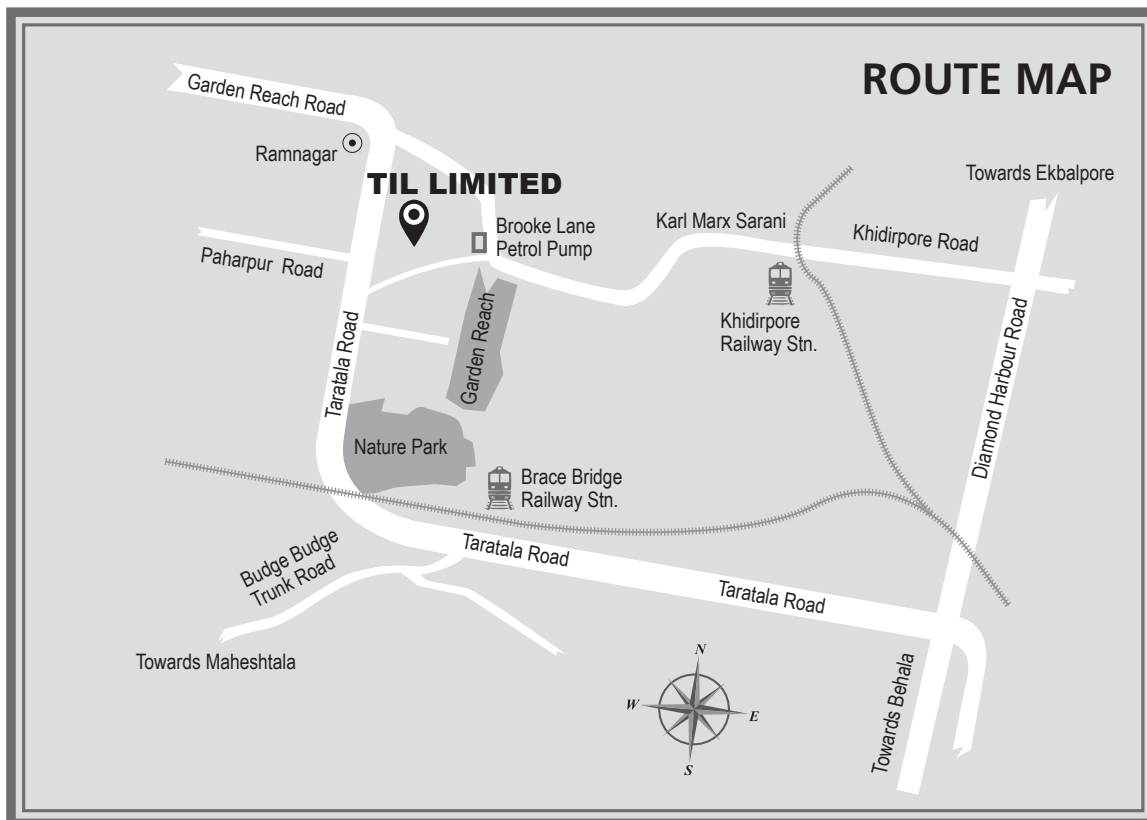 ROUTE MAP
Garden Reach Road
Ramnagar
TIL LIMITED
Towards Ekbalpore
Brooke Lane
Petrol Pump
Karl Marx Sarani
Khidirpore Road
Paharpur Road
Khidirpore
Railway Stn.
Garden Reach
Taratala Road
Diamond Harbour Road
Nature Park
Brace Bridge
Railway Stn.
Budge Budge
Trunk Road
Taratala Road
Taratala Road
Towards Maheshtala
Towards Behala
N
W
E
S